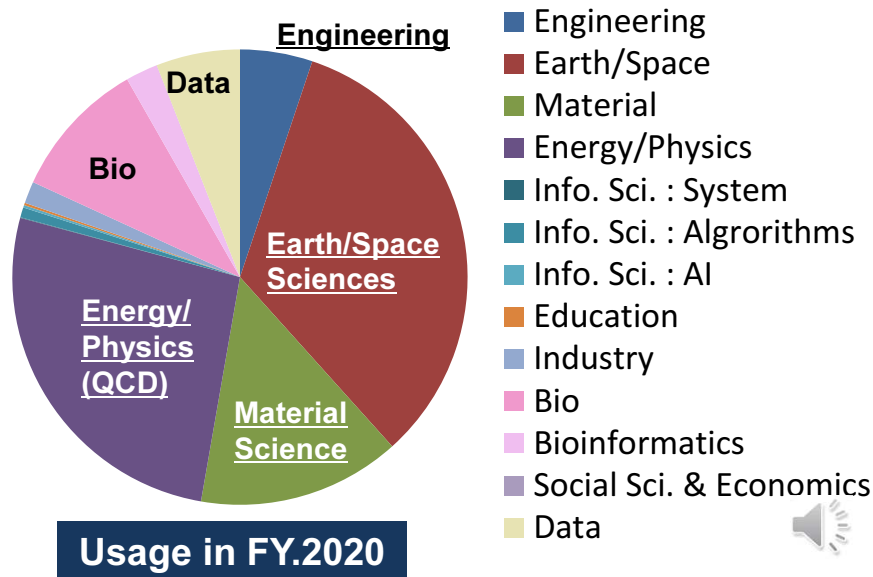 Engineering
Data
Bio
Earth/Space
Sciences
Energy/
Physics
(QCD)
Material
Science
Usage in FY.2020
Engineering
Earth/Space
Material
Energy/Physics
Info. Sci. : System
Info. Sci. : Algrorithms
Info. Sci. : AI
Education
Industry
Bio
Bioinformatics
Social Sci. & Economics
Data